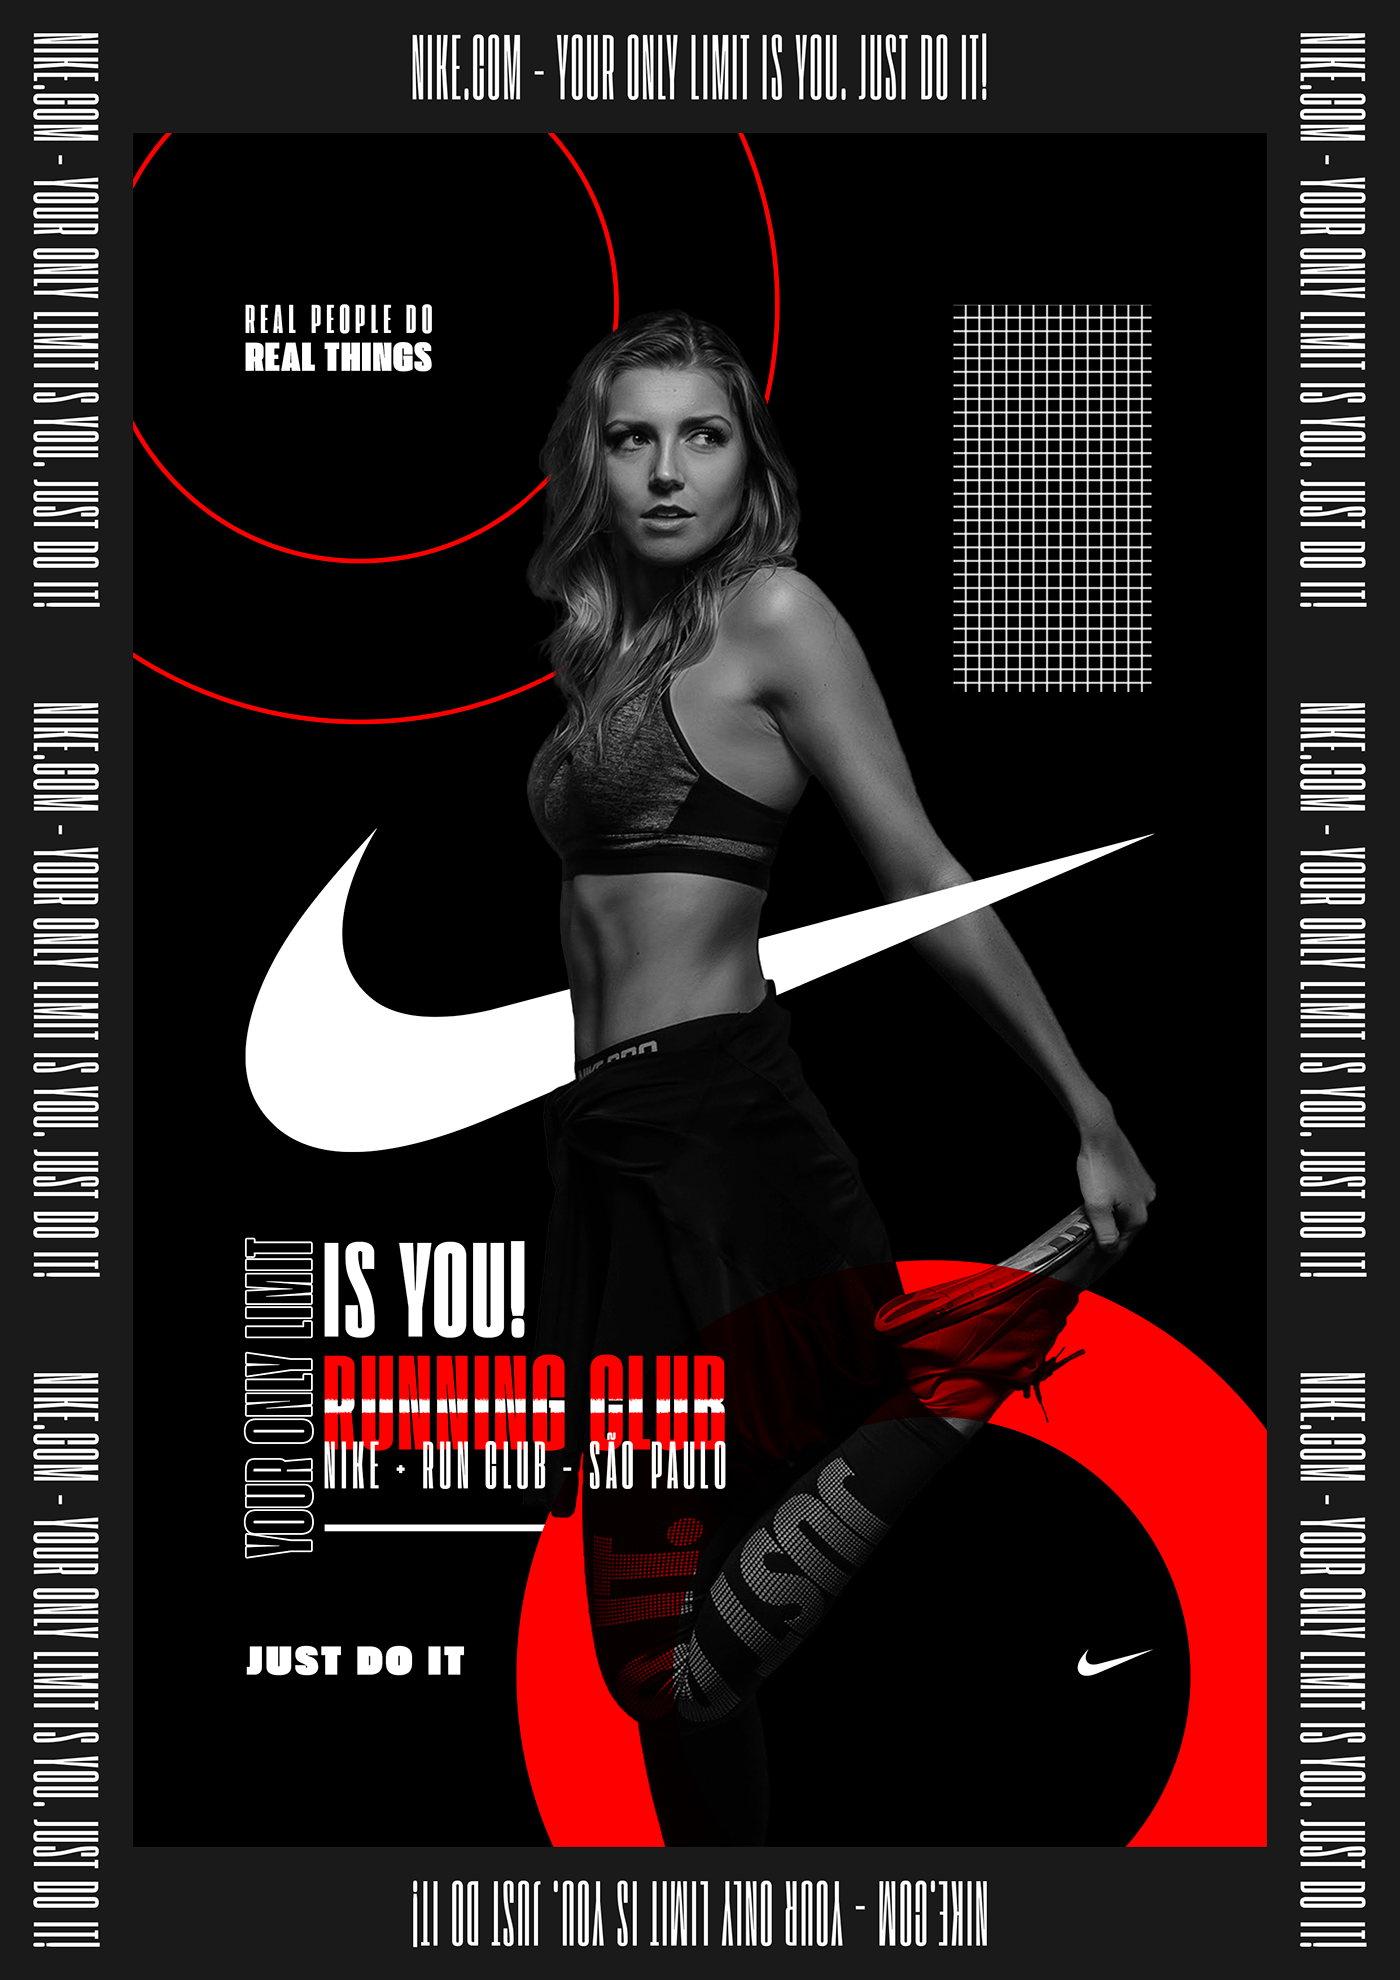 NIKE.COM - YOUR ONLY LIMIT IS YOU. JUST DO IT!
NIKE.COM - YOUR ONLY LIMIT IS YOU. JUST DO IT!
NIKE.COM - YOUR ONLY LIMIT IS YOU. JUST DO IT!
NIKE.COM - YOUR ONLY LIMIT IS YOU. JUST DO IT!
NIKE.COM - YOUR ONLY LIMIT IS YOU. JUST DO IT!
NIKE.COM - YOUR ONLY LIMIT IS YOU. JUST DO IT!
NIKE.COM - YOUR ONLY LIMIT IS YOU. JUST DO IT!
REAL PEOPLE DO
REAL THINGS
NIKE PRO
YOUR ONLY LIMIT
IS YOU!
RUNNING CLUB
NIKE + RUN CLUB - SÃO PAULO
JUST
IT.
JUST DO IT
NIKE.COM - YOUR ONLY LIMIT IS YOU. JUST DO IT!